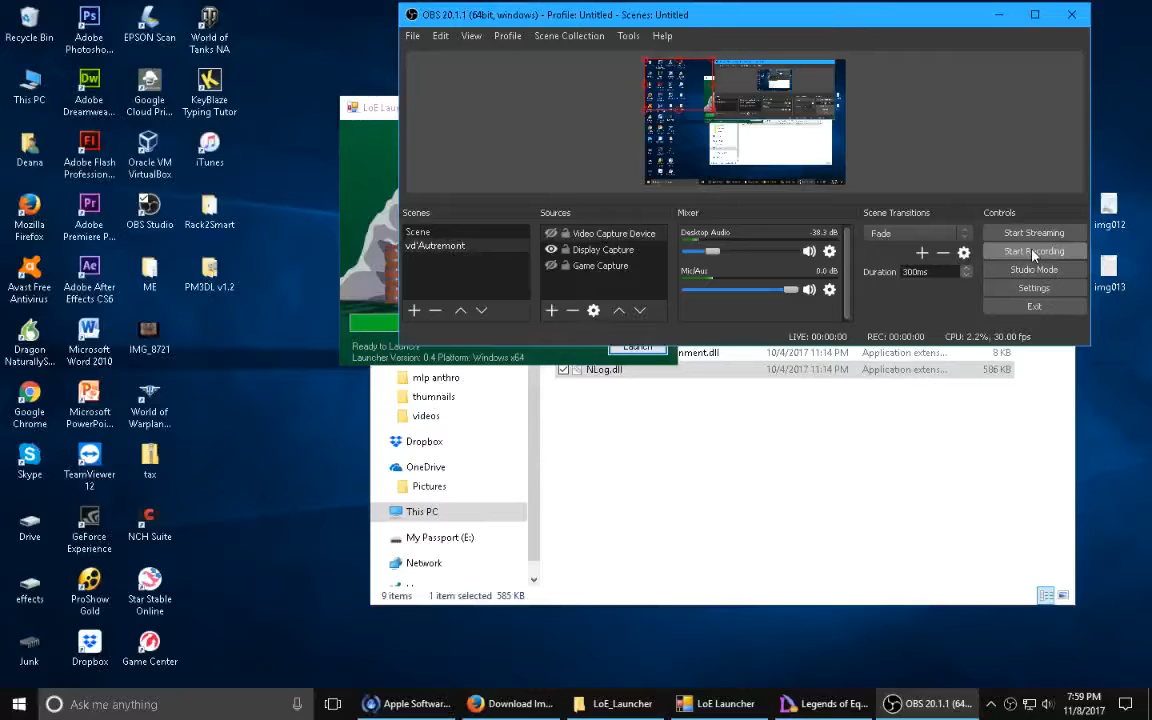 Recycle Bin
Adobe Photosho...
EPSON Scan
World of Tanks NA
This PC
Adobe Dreamwea...
Google Cloud Pri...
KeyBlaze Typing Tutor
Deana
Adobe Flash Profession...
Oracle VM VirtualBox
iTunes
Mozilla Firefox
Adobe Premiere P...
OBS Studio
Rack2Smart
Avast Free Antivirus
Adobe After Effects CS6
ME
PM3DL v1.2
Dragon NaturallyS...
Microsoft Word 2010
IMG_8721
Google Chrome
Microsoft PowerPoi...
World of Warplan...
Skype
TeamViewer 12
tax
Drive
GeForce Experience
NCH Suite
effects
ProShow Gold
Star Stable Online
Junk
Dropbox
Game Center
img012
img013
OBS 20.1.1 (64bit, windows) - Profile: Untitled - Scenes: Untitled
File Edit View Profile Scene Collection Tools Help
Scenes
Scene
vd'Autremont
Sources
Video Capture Device
Display Capture
Game Capture
Mixer
Desktop Audio -38.3 dB
Mic/Aux 0.0 dB
Scene Transitions
Fade
Duration 300ms
Controls
Start Streaming
Start Recording
Studio Mode
Settings
Exit
LIVE: 00:00:00 REC: 00:00:00 CPU: 2.2%, 30.00 fps
LoE Laun
Ready to Launch
Launcher Version: 0.4 Platform: Windows x64
Launch
nment.dll 10/4/2017 11:14 PM Application extens... 8 KB
NLog.dll 10/4/2017 11:14 PM Application extens... 586 KB
mlp anthro
thumnails
videos
Dropbox
OneDrive
Pictures
This PC
My Passport (E:)
Network
9 items 1 item selected 585 KB
Ask me anything
Apple Softwar...
Download Im...
LoE_Launcher
LoE Launcher
Legends of Eq...
OBS 20.1.1 (64...
7:59 PM
11/8/2017